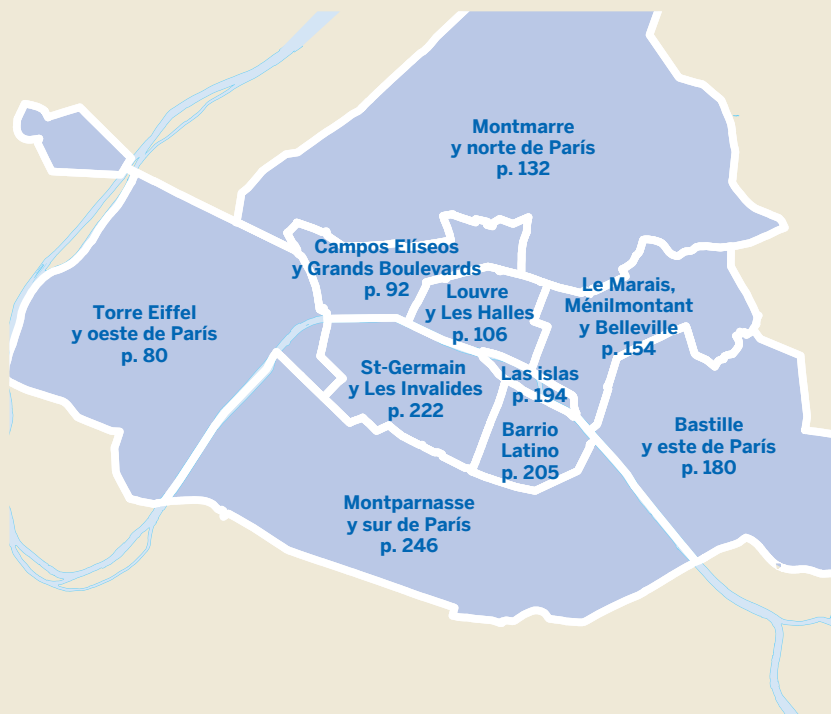 Montmarre
y norte de París
p. 132
Campos Elíseos
y Grands Boulevards
p. 92
Louvre
y Les Halles
p. 106
Le Marais,
Ménilmontant
y Belleville
p. 154
Torre Eiffel
y oeste de París
p. 80
St-Germain
y Les Invalides
p. 222
Las islas
p. 194
Barrio
Latino
p. 205
Bastille
y este de París
p. 180
Montparnasse
y sur de París
p. 246